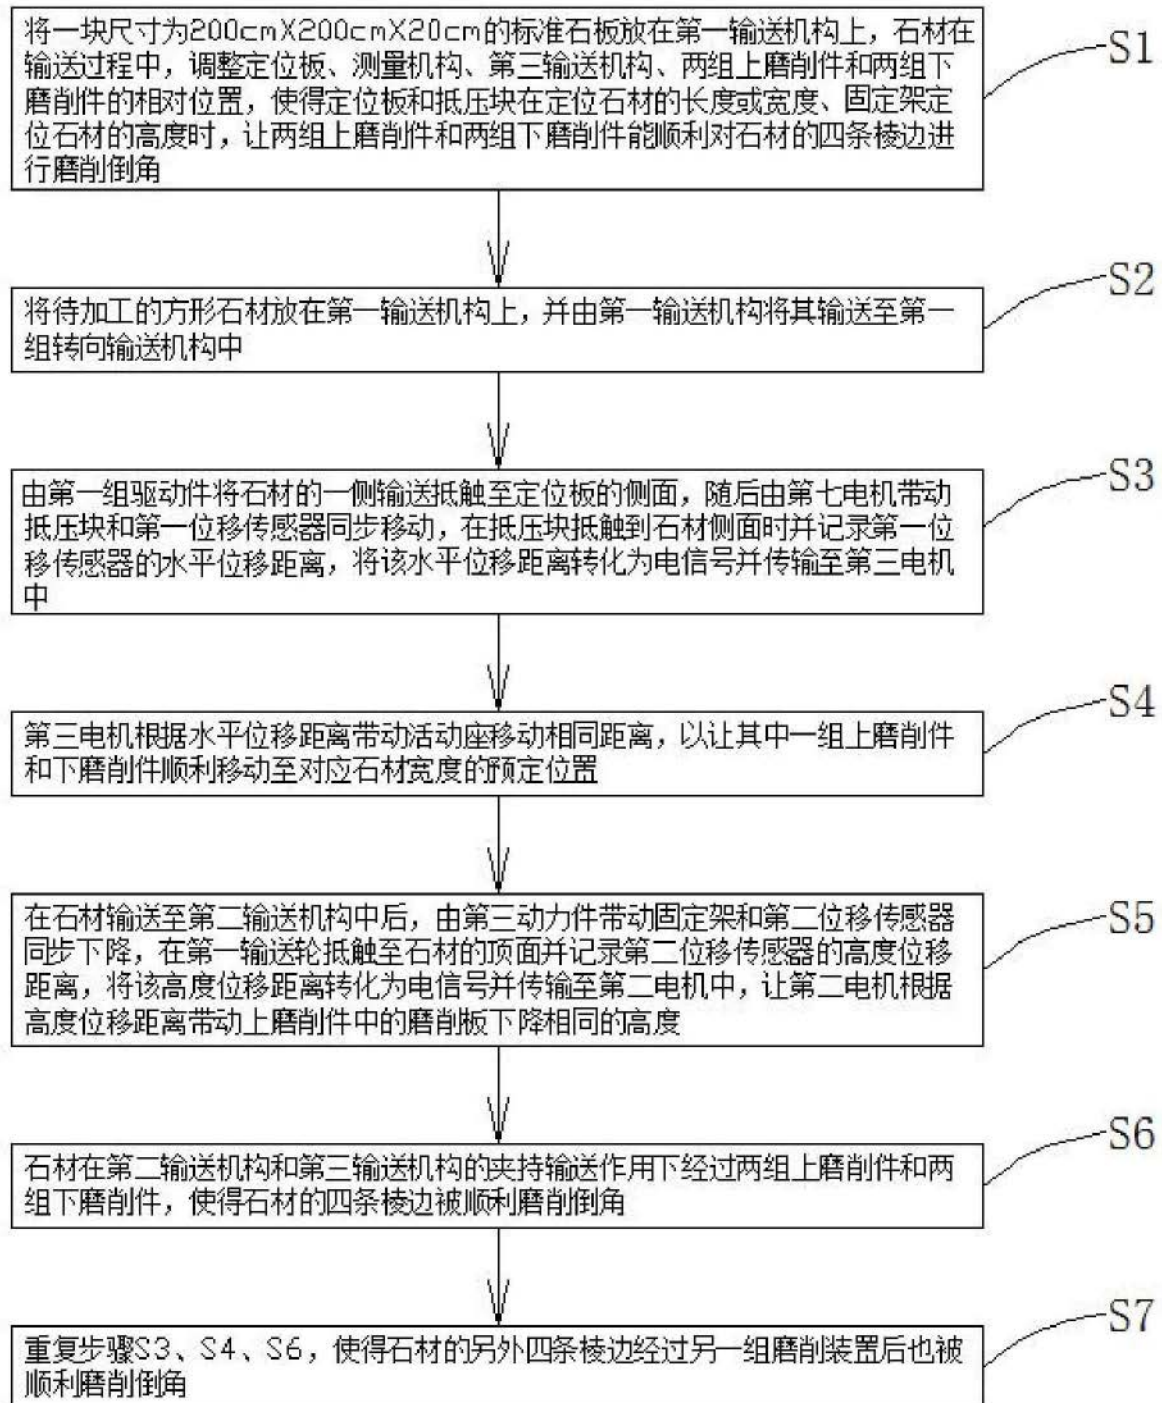 将一块尺寸为200cmX200cmX20cm的标准石板放在第一输送机构上，石材在
输送过程中，调整定位板、测量机构、第三输送机构、两组上磨削件和两组下
磨削件的相对位置，使得定位板和抵压块在定位石材的长度或宽度、固定架定
位石材的高度时，让两组上磨削件和两组下磨削件能顺利对石材的四条棱边进
行磨削倒角
S1
将待加工的方形石材放在第一输送机构上，并由第一输送机构将其输送至第一
组转向输送机构中
S2
由第一组驱动件将石材的一侧输送抵触至定位板的侧面，随后由第七电机带动
抵压块和第一位移传感器同步移动，在抵压块抵触到石材侧面时并记录第一位
移传感器的水平位移距离，将该水平位移距离转化为电信号并传输至第三电机
中
S3
第三电机根据水平位移距离带动活动座移动相同距离，以让其中一组上磨削件
和下磨削件顺利移动至对应石材宽度的预定位置
S4
在石材输送至第二输送机构中后，由第三动力件带动固定架和第二位移传感器
同步下降，在第一输送轮抵触至石材的顶面并记录第二位移传感器的高度位移
距离，将该高度位移距离转化为电信号并传输至第二电机中，让第二电机根据
高度位移距离带动上磨削件中的磨削板下降相同的高度
S5
石材在第二输送机构和第三输送机构的夹持输送作用下经过两组上磨削件和两
组下磨削件，使得石材的四条棱边被顺利磨削倒角
S6
重复步骤S3、S4、S6，使得石材的另外四条棱边经过另一组磨削装置后也被
顺利磨削倒角
S7